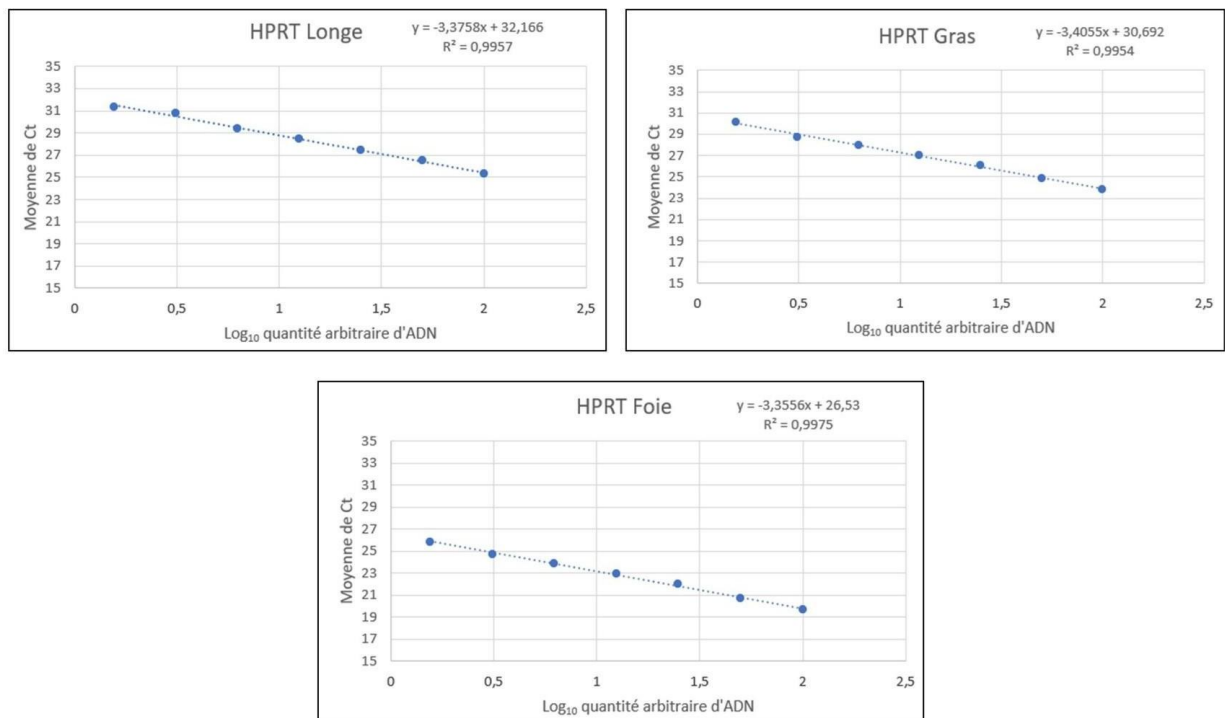 HPRT Longe
y = -3,3758x + 32,166
R² = 0,9957
35
33
31
29
27
25
23
21
19
17
15
Moyenne de Ct
0 0,5 1 1,5 2 2,5
Log₁₀ quantité arbitraire d'ADN
HPRT Gras
y = -3,4055x + 30,692
R² = 0,9954
35
33
31
29
27
25
23
21
19
17
15
Moyenne de Ct
0 0,5 1 1,5 2 2,5
Log₁₀ quantité arbitraire d'ADN
HPRT Foie
y = -3,3556x + 26,53
R² = 0,9975
35
33
31
29
27
25
23
21
19
17
15
Moyenne de Ct
0 0,5 1 1,5 2 2,5
Log₁₀ quantité arbitraire d'ADN